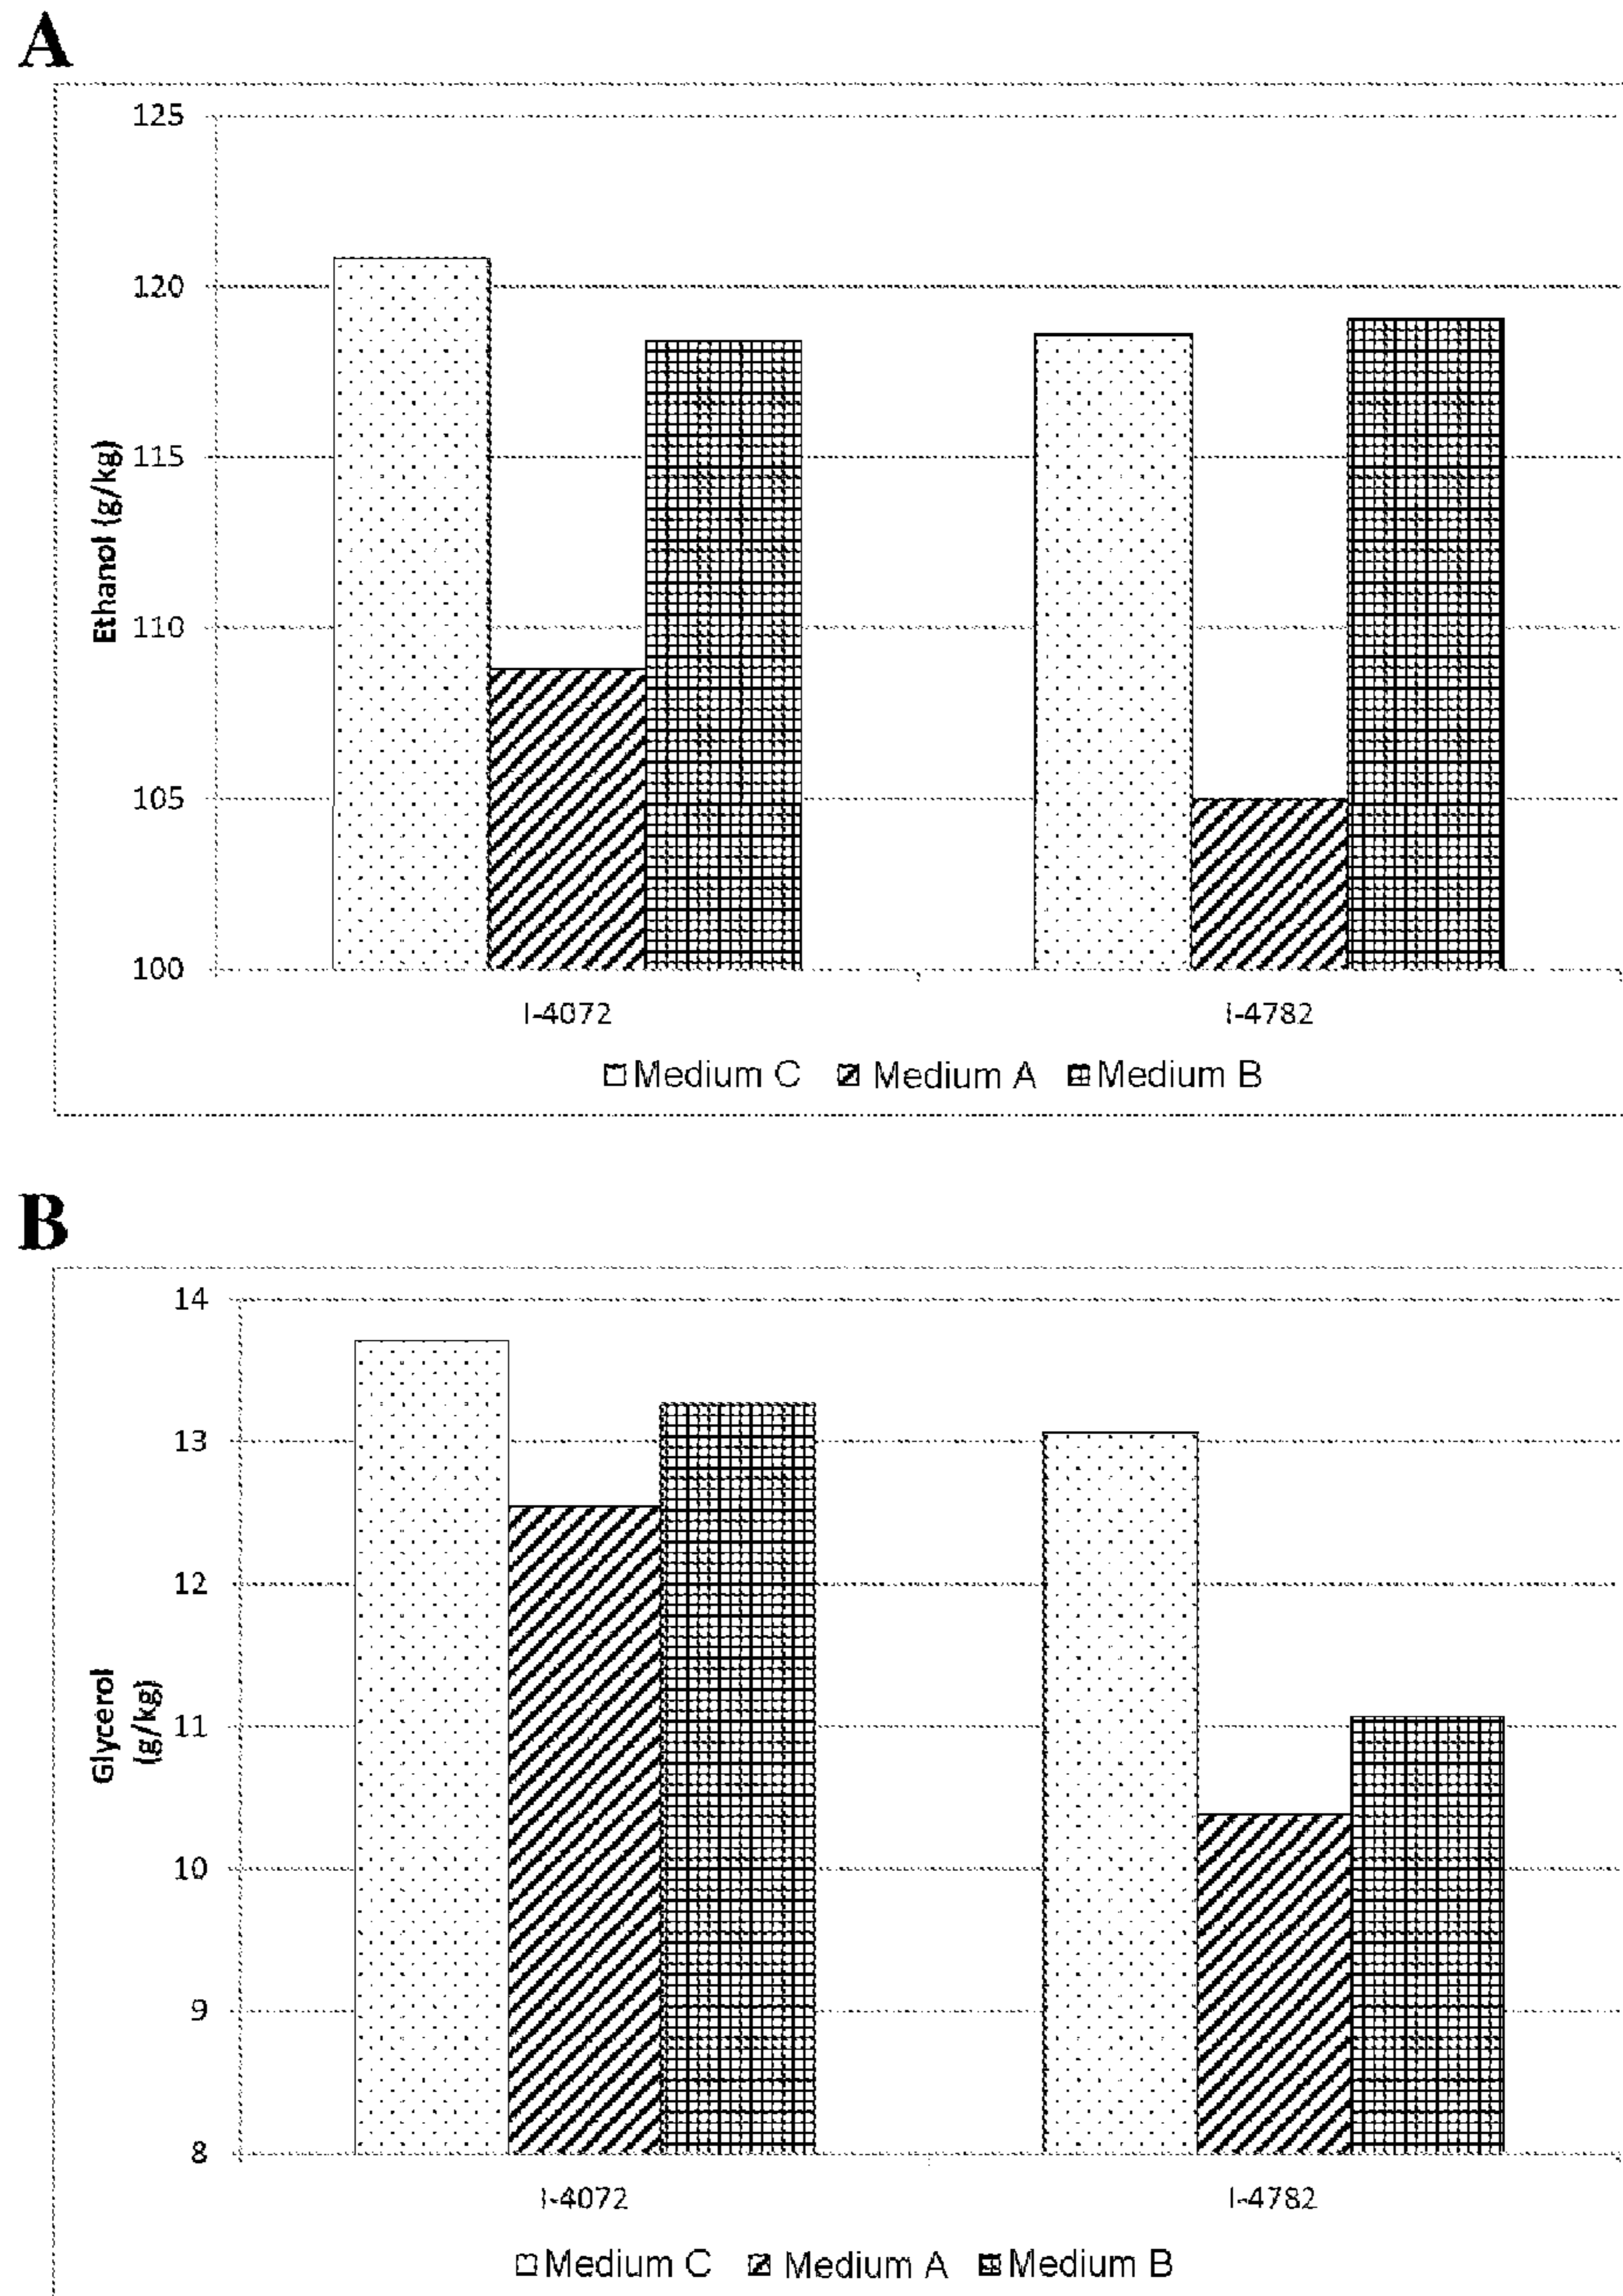 A
125
120
115
110
105
100
Ethanol (g/kg)
I-4072
I-4782
Medium C Medium A Medium B
B
14
13
12
11
10
9
8
Glycerol
(g/kg)
I-4072
I-4782
Medium C Medium A Medium B